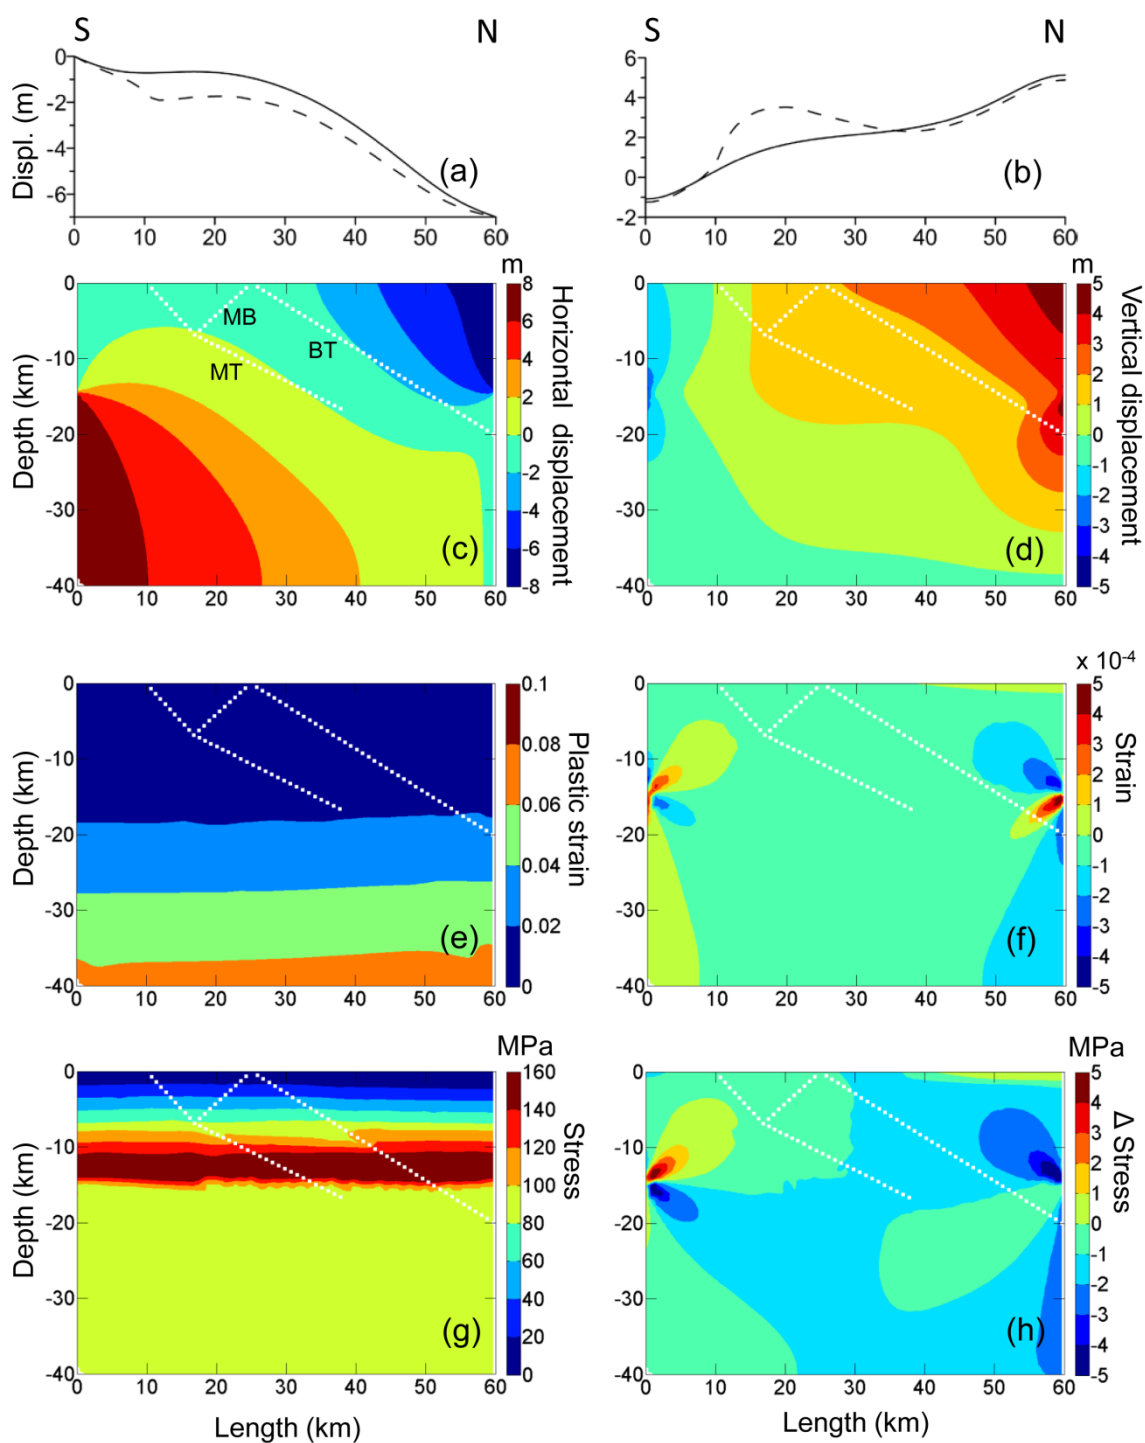 S N
0
-2
-4
-6
Displ. (m)
(a)
0 10 20 30 40 50 60
S N
6
4
2
0
-2
(b)
0 10 20 30 40 50 60
m
0
-10
-20
-30
-40
Depth (km)
MB
BT
MT
(c)
0 10 20 30 40 50 60
8
6
4
2
0
-2
-4
-6
-8
Horizontal displacement
m
0
-10
-20
-30
-40
(d)
0 10 20 30 40 50 60
5
4
3
2
1
0
-1
-2
-3
-4
-5
Vertical displacement
0
-10
-20
-30
-40
Depth (km)
(e)
0 10 20 30 40 50 60
0.1
0.08
0.06
0.04
0.02
0
Plastic strain
x 10-4
0
-10
-20
-30
-40
(f)
0 10 20 30 40 50 60
5
4
3
2
1
0
-1
-2
-3
-4
-5
Strain
MPa
0
-10
-20
-30
-40
Depth (km)
(g)
0 10 20 30 40 50 60
Length (km)
160
140
120
100
80
60
40
20
0
Stress
MPa
0
-10
-20
-30
-40
(h)
0 10 20 30 40 50 60
Length (km)
5
4
3
2
1
0
-1
-2
-3
-4
-5
Δ Stress